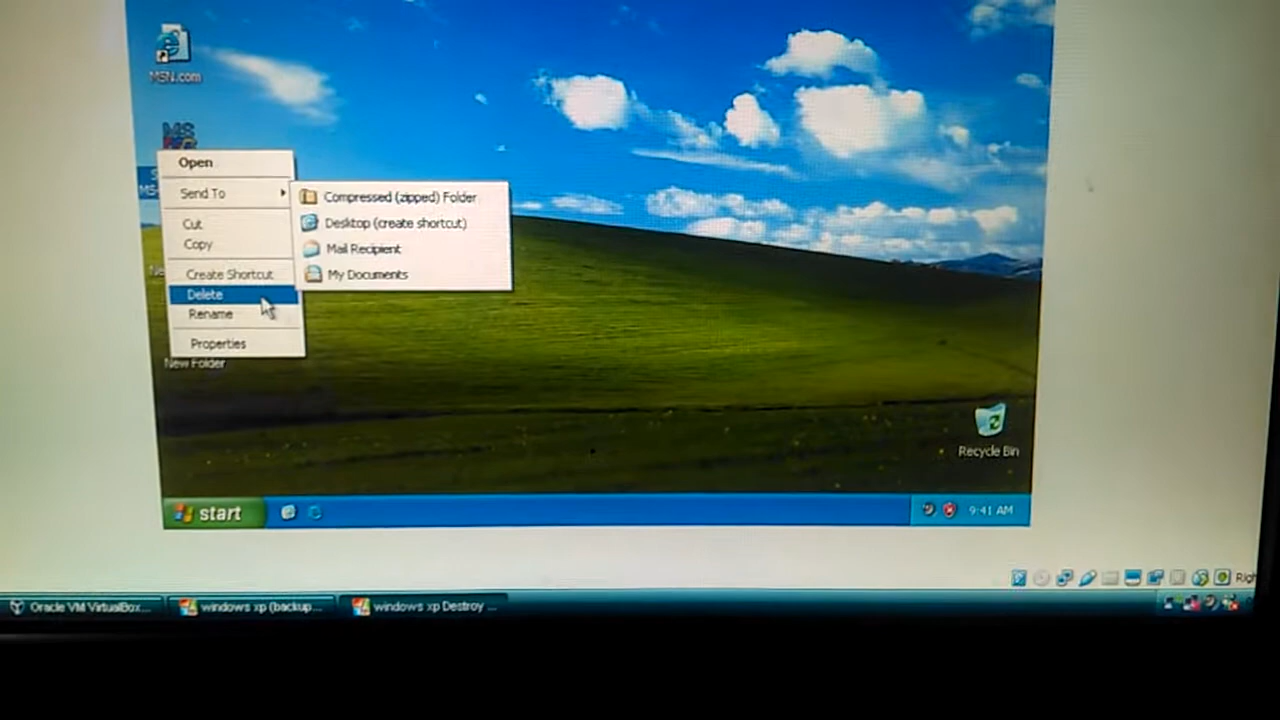 MSN.com
MS
Open
Send To
Cut
Copy
Create Shortcut
Delete
Rename
Properties
Compressed (zipped) Folder
Desktop (create shortcut)
Mail Recipient
My Documents
New Folder
Recycle Bin
start
9:41 AM
Oracle VM VirtualBox...
windows xp (backup...
windows xp Destroy ...